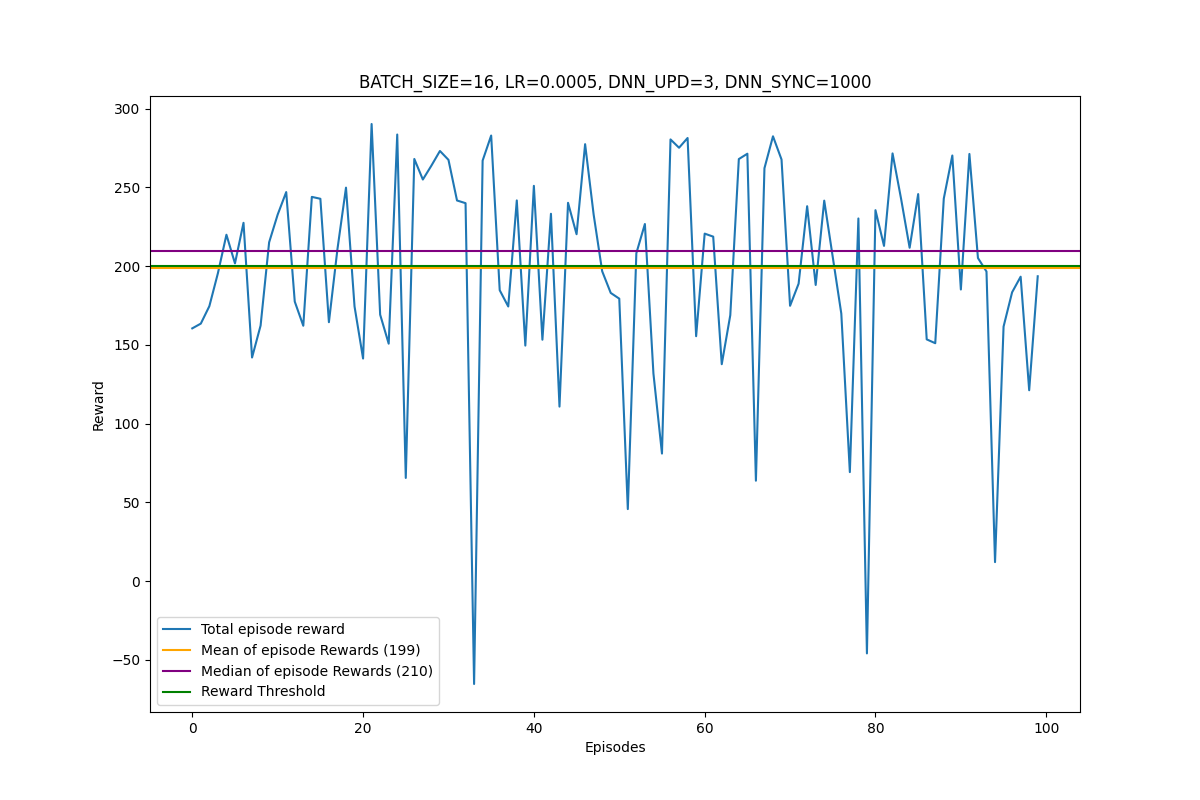 BATCH_SIZE=16, LR=0.0005, DNN_UPD=3, DNN_SYNC=1000
300
250
200
150
100
50
0
−50
Reward
Total episode reward
Mean of episode Rewards (199)
Median of episode Rewards (210)
Reward Threshold
0 20 40 60 80 100
Episodes